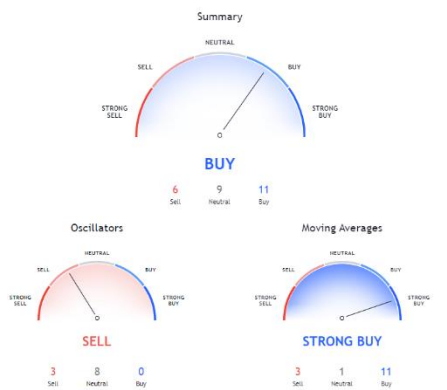 Summary
NEUTRAL
SELL
BUY
STRONG
SELL
STRONG
BUY
BUY
6 9 11
Sell Neutral Buy
Oscillators
NEUTRAL
SELL
BUY
STRONG
SELL
STRONG
BUY
SELL
3 8 0
Sell Neutral Buy
Moving Averages
NEUTRAL
SELL
BUY
STRONG
SELL
STRONG
BUY
STRONG BUY
3 1 11
Sell Neutral Buy